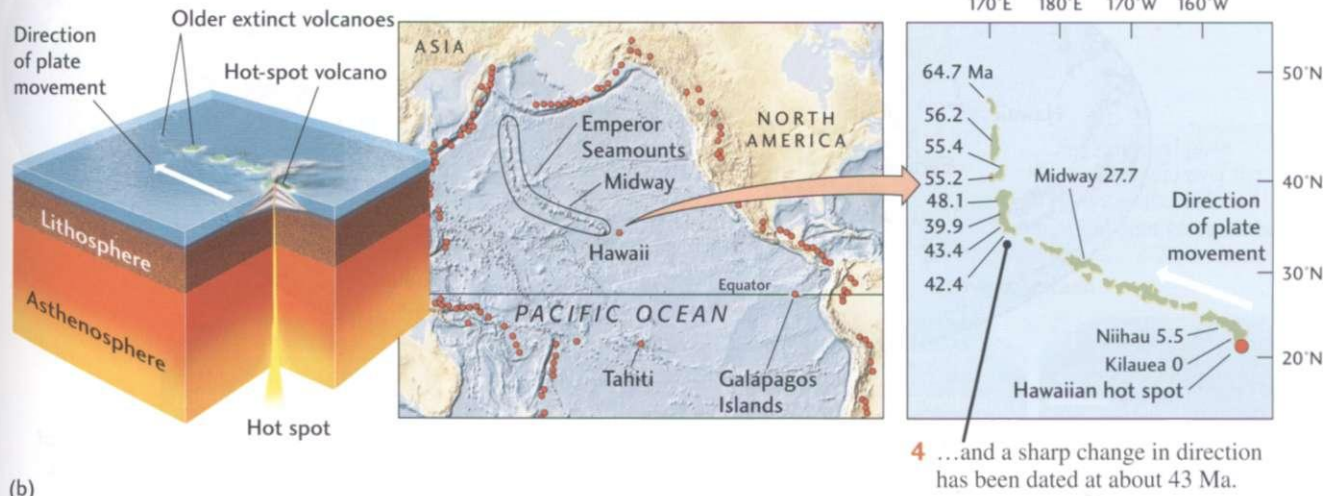 Older extinct volcanoes
Direction
of plate
movement
Hot-spot volcano
Lithosphere
Asthenosphere
Hot spot
(b)
ASIA
NORTH
AMERICA
Emperor
Seamounts
Midway
Hawaii
Equator
PACIFIC OCEAN
Tahiti
Galápagos
Islands
170°E 180°E 170°W 160°W
64.7 Ma
56.2
55.4
55.2
48.1
39.9
43.4
42.4
Midway 27.7
Direction
of plate
movement
Niihau 5.5
Kilauea 0
Hawaiian hot spot
50°N
40°N
30°N
20°N
4 ...and a sharp change in direction
has been dated at about 43 Ma.